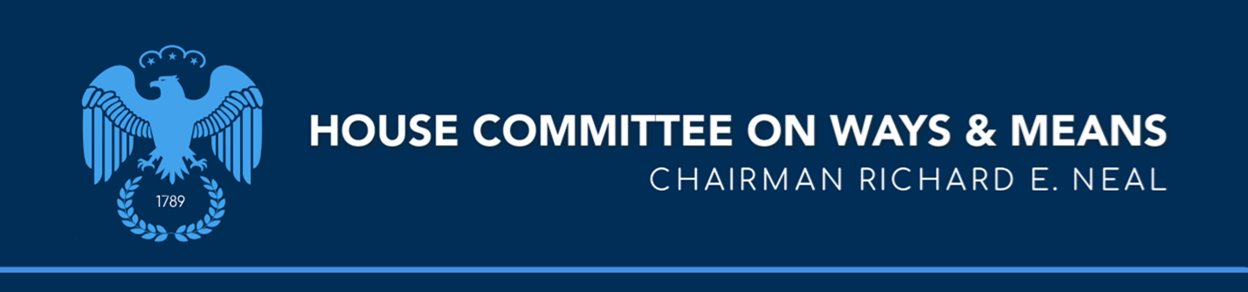 HOUSE COMMITTEE ON WAYS & MEANS
CHAIRMAN RICHARD E. NEAL
1789